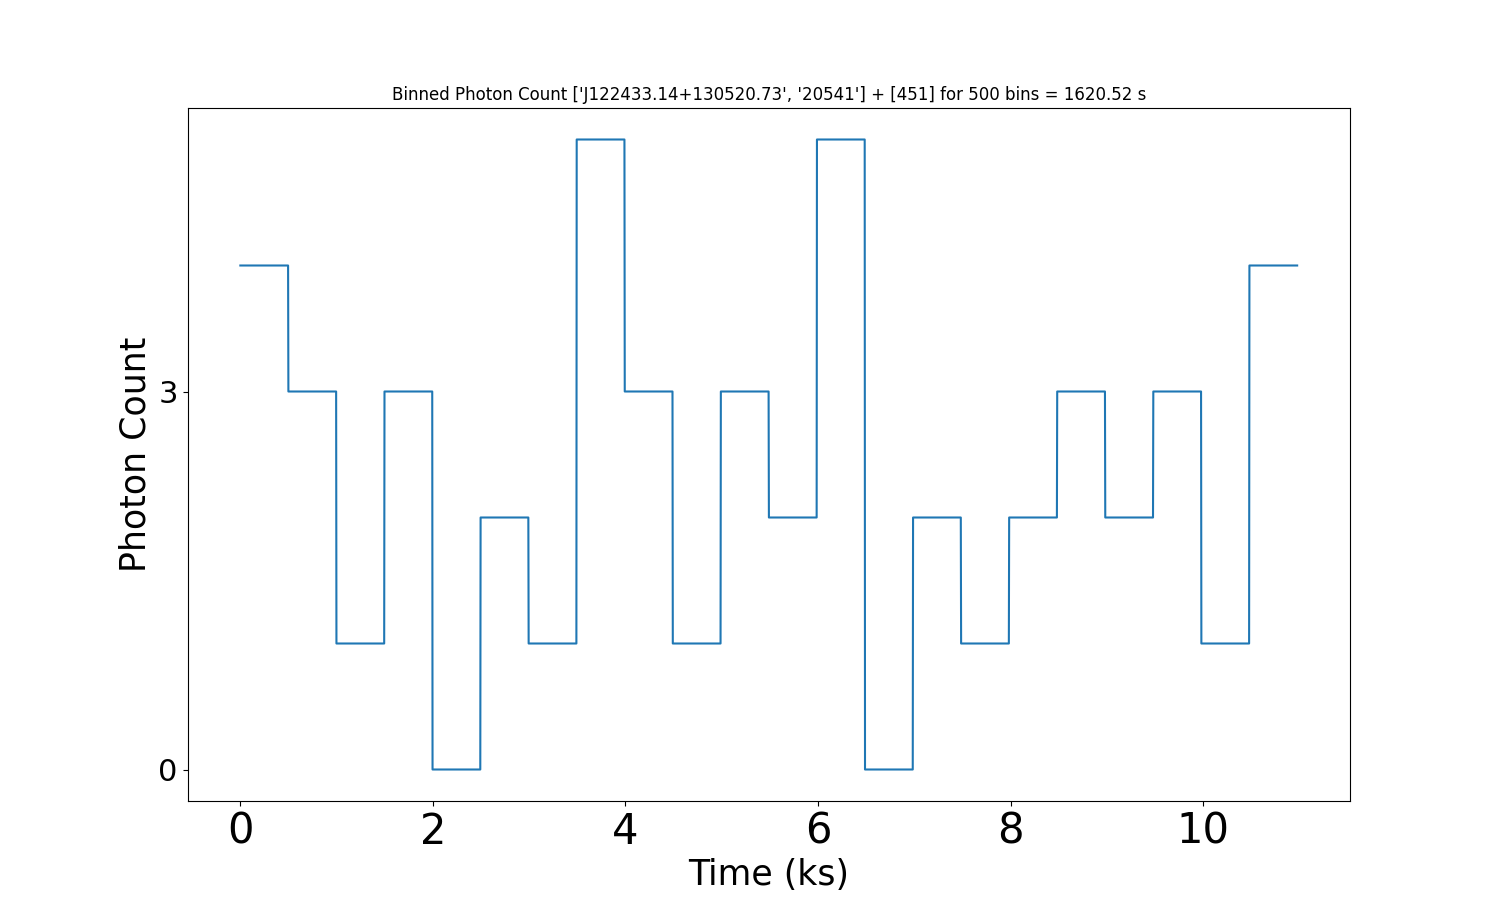 Binned Photon Count ['J122433.14+130520.73', '20541'] + [451] for 500 bins = 1620.52 s
Photon Count
3
0
0 2 4 6 8 10
Time (ks)